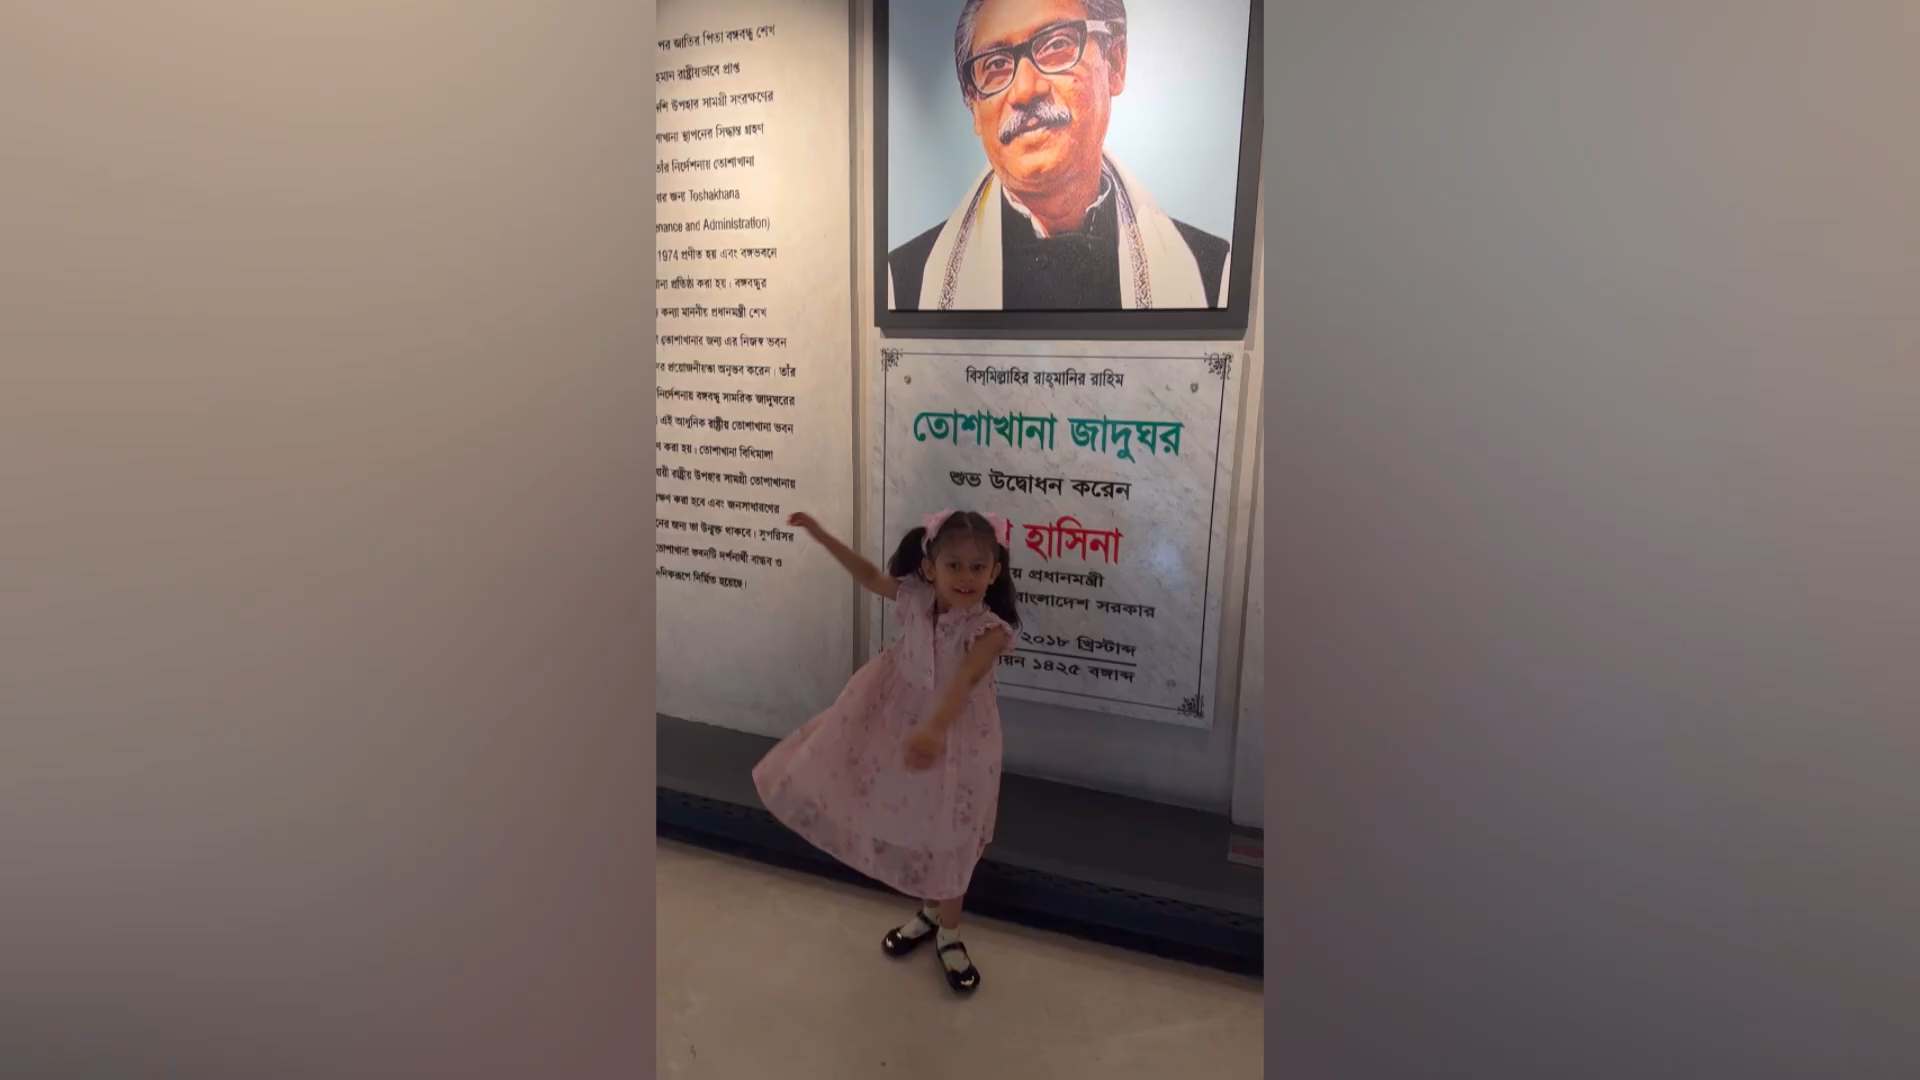 পর জাতির পিতা বঙ্গবন্ধু শেখ
রাষ্ট্রীয়ভাবে প্রাপ্ত
উপহার সামগ্রী সংরক্ষণের
স্থাপনের সিদ্ধান্ত গ্রহণ
তাঁর নির্দেশনায় তোশাখানা
জন্য Toshakhana
and Administration)
1974 প্রণীত হয় এবং বঙ্গভবনে
প্রতিষ্ঠা করা হয়। বঙ্গবন্ধুর
কন্যা মাননীয় প্রধানমন্ত্রী শেখ
তোশাখানার জন্য এর নিজস্ব ভবন
প্রয়োজনীয়তা অনুভব করেন। তাঁর
নির্দেশনায় বঙ্গবন্ধু সামরিক জাদুঘরের
এই আধুনিক রাষ্ট্রীয় তোশাখানা ভবন
করা হয়। তোশাখানা বিধিমালা
রাষ্ট্রীয় উপহার সামগ্রী তোশাখানায়
করা হবে এবং জনসাধারণের
জন্য তা উন্মুক্ত থাকবে। সুপরিসর
তোশাখানা ভবনটি দর্শনার্থী বান্ধব ও
নির্মিত হয়েছে।
বিস্‌মিল্লাহির রাহ্‌মানির রাহিম
তোশাখানা জাদুঘর
শুভ উদ্বোধন করেন
হাসিনা
প্রধানমন্ত্রী
বাংলাদেশ সরকার
২০১৮ খ্রিস্টাব্দ
১৪২৫ বঙ্গাব্দ